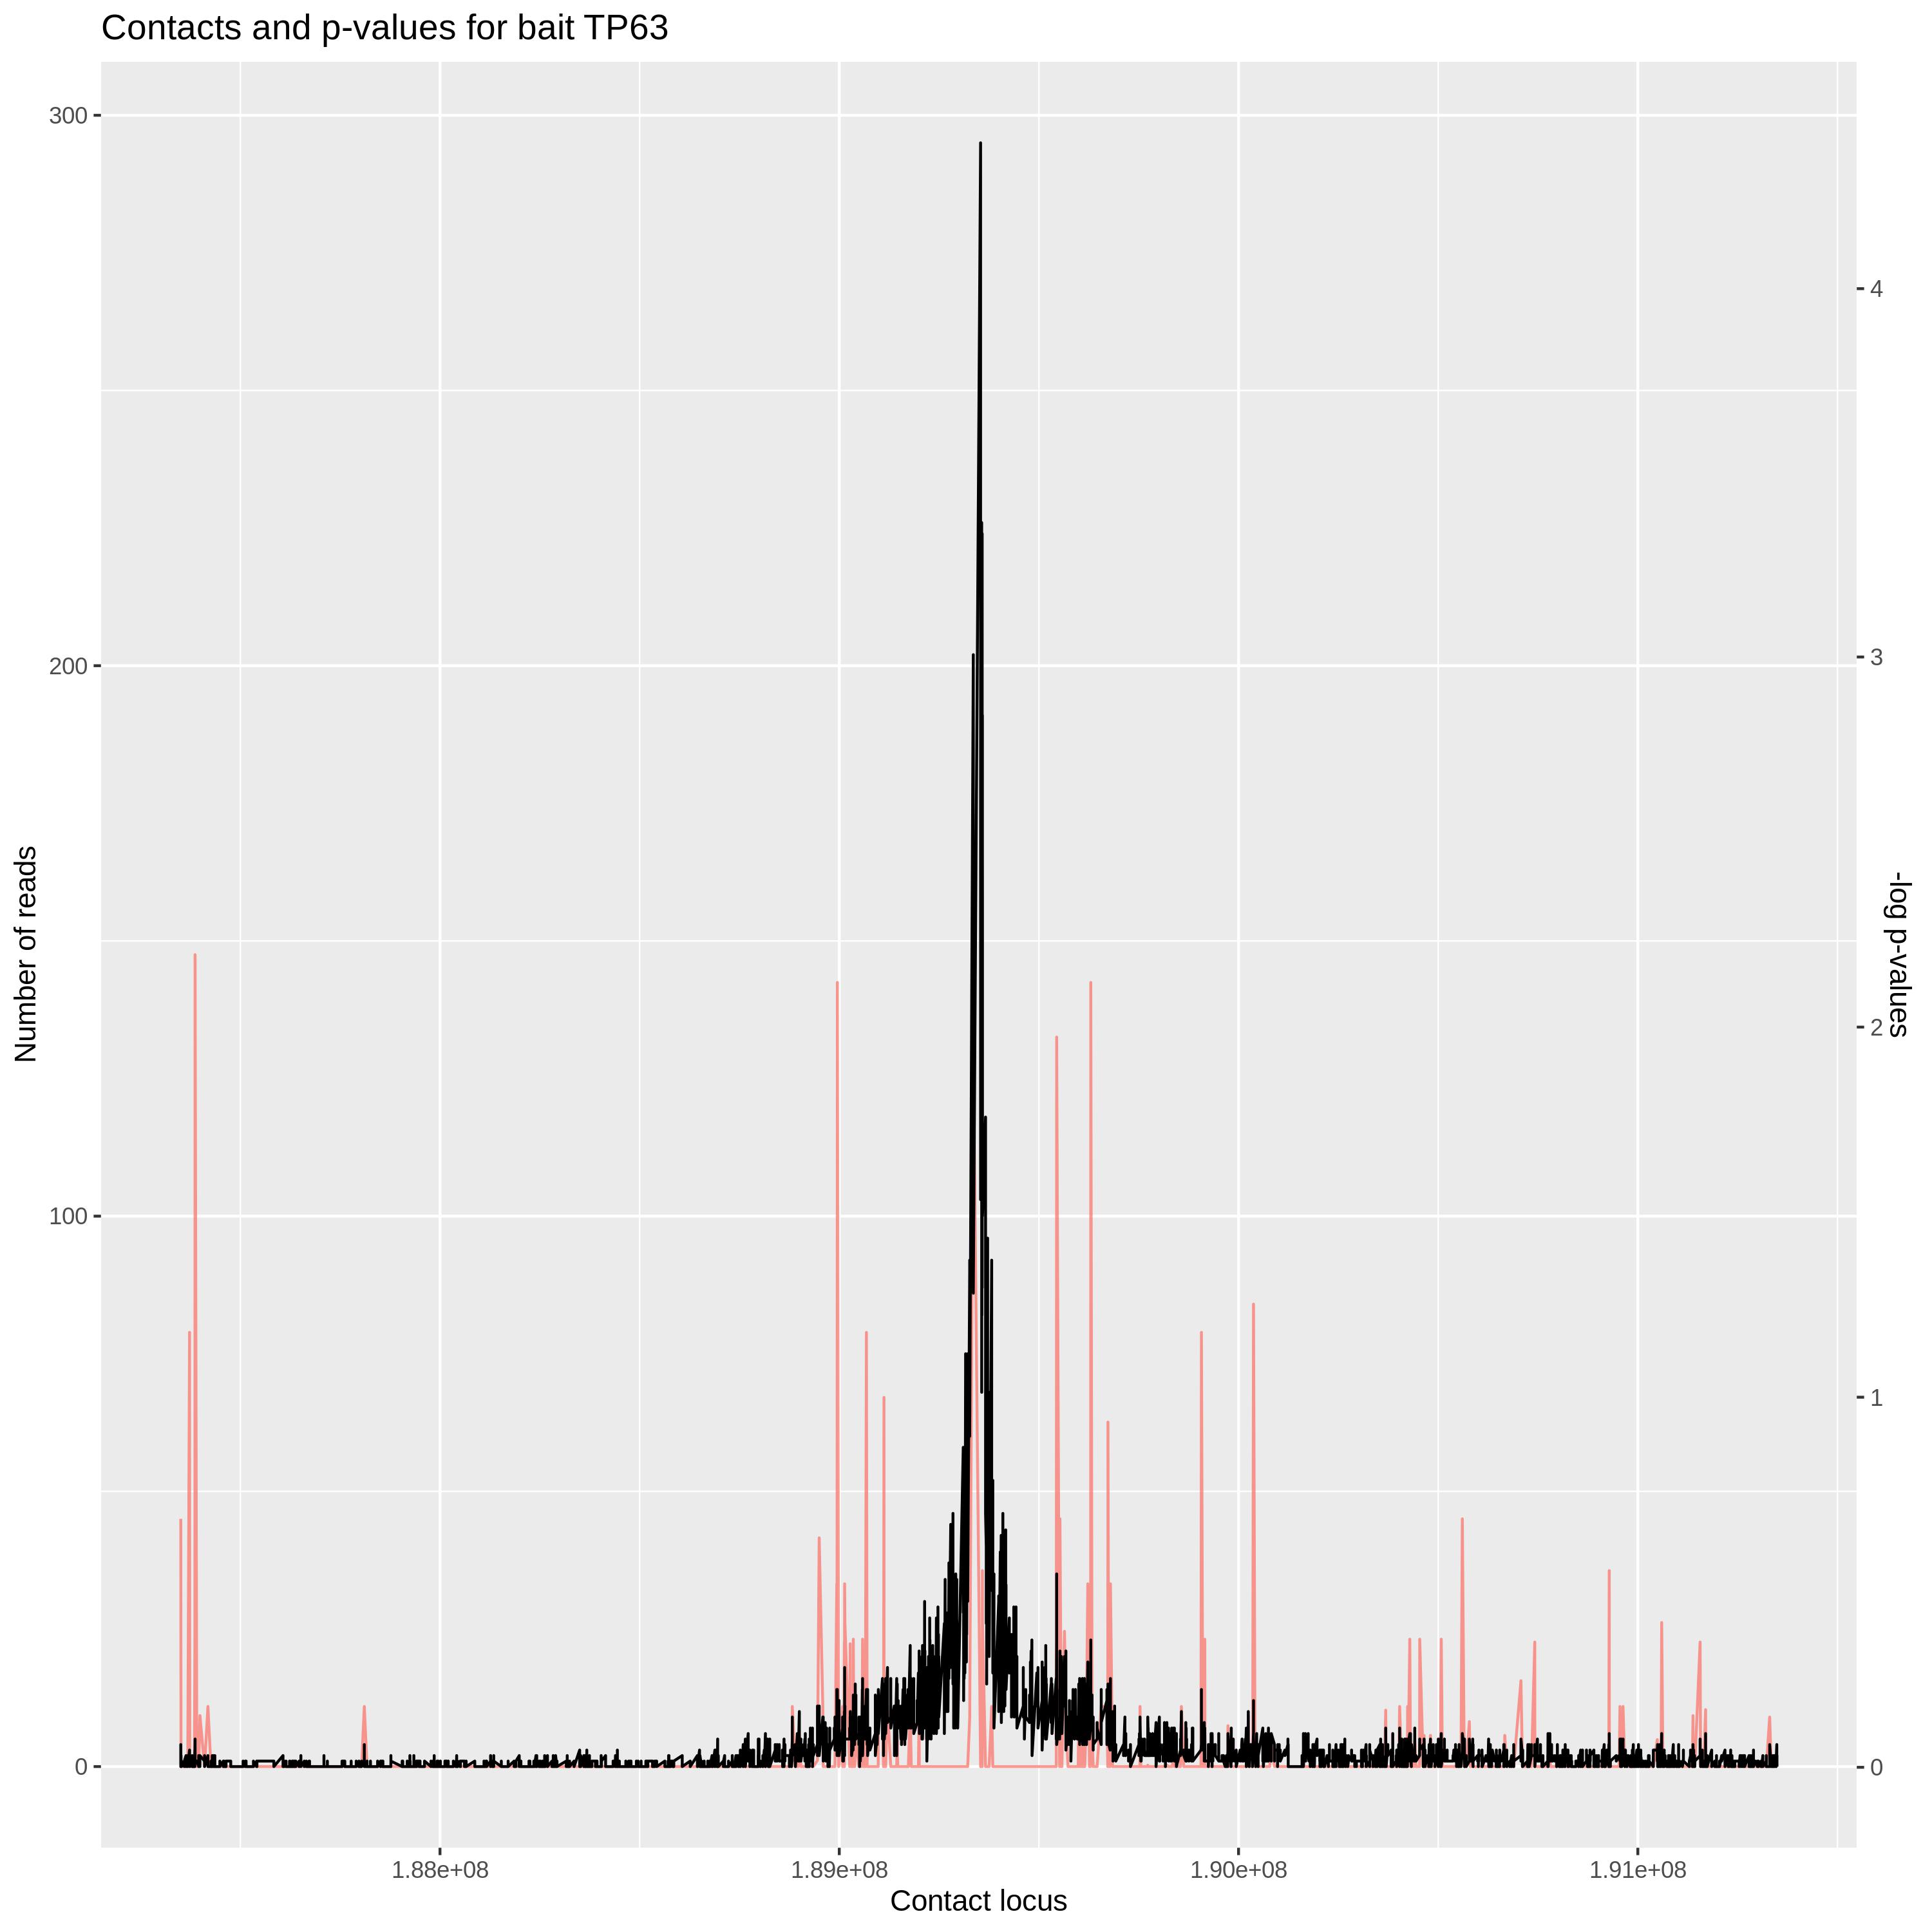 Contacts and p-values for bait TP63
300
200
100
0
Number of reads
4
3
2
1
0
-log p-values
1.88e+08
1.89e+08
1.90e+08
1.91e+08
Contact locus